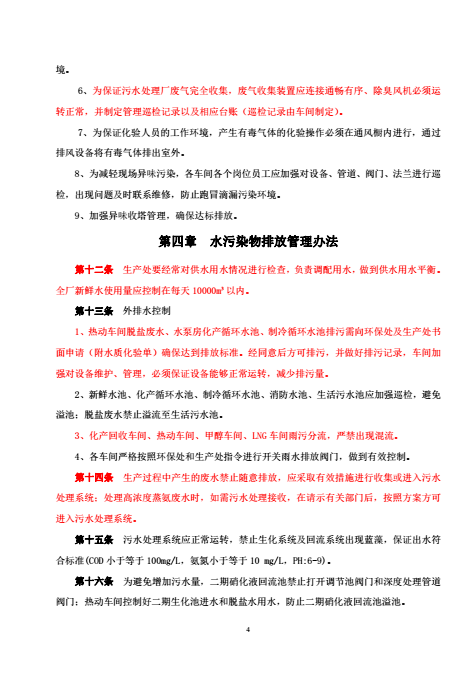 境。
6、为保证污水处理厂废气完全收集，废气收集装置应连接通畅有序、除臭风机必须运
转正常，并制定管理巡检记录以及相应台账（巡检记录由车间制定）。
7、为保证化验人员的工作环境，产生有毒气体的化验操作必须在通风橱内进行，通过
排风设备将有毒气体排出室外。
8、为减轻现场异味污染，各车间各个岗位员工应加强对设备、管道、阀门、法兰进行巡
检，出现问题及时联系维修，防止跑冒滴漏污染环境。
9、加强异味收塔管理，确保达标排放。
第四章 水污染物排放管理办法
第十二条 生产处要经常对供水用水情况进行检查，负责调配用水，做到供水用水平衡。
全厂新鲜水使用量应控制在每天 10000m³以内。
第十三条 外排水控制
1、热动车间脱盐废水、水泵房化产循环水池、制冷循环水池排污需向环保处及生产处书
面申请（附水质化验单）确保达到排放标准。经同意后方可排污，并做好排污记录，车间加
强对设备维护、管理，必须保证设备能够正常运转，减少排污量。
2、新鲜水池、化产循环水池、制冷循环水池、消防水池、生活污水池应加强巡检，避免
溢池；脱盐废水禁止溢流至生活污水池。
3、化产回收车间、热动车间、甲醇车间、LNG车间雨污分流，严禁出现混流。
4、各车间严格按照环保处和生产处指令进行开关雨水排放阀门，做到有效控制。
第十四条 生产过程中产生的废水禁止随意排放，应采取有效措施进行收集或进入污水
处理系统；处理高浓度蒸氨废水时，如需污水处理接收，在请示有关部门后，按照方案方可
进入污水处理系统。
第十五条 污水处理系统应正常运转，禁止生化系统及回流系统出现蓝藻，保证出水符
合标准(COD 小于等于 100mg/L，氨氮小于等于 10 mg/L，PH:6-9)。
第十六条 为避免增加污水量，二期硝化液回流池禁止打开调节池阀门和深度处理管道
阀门；热动车间控制好二期生化池进水和脱盐水用水，防止二期硝化液回流池溢池。
4